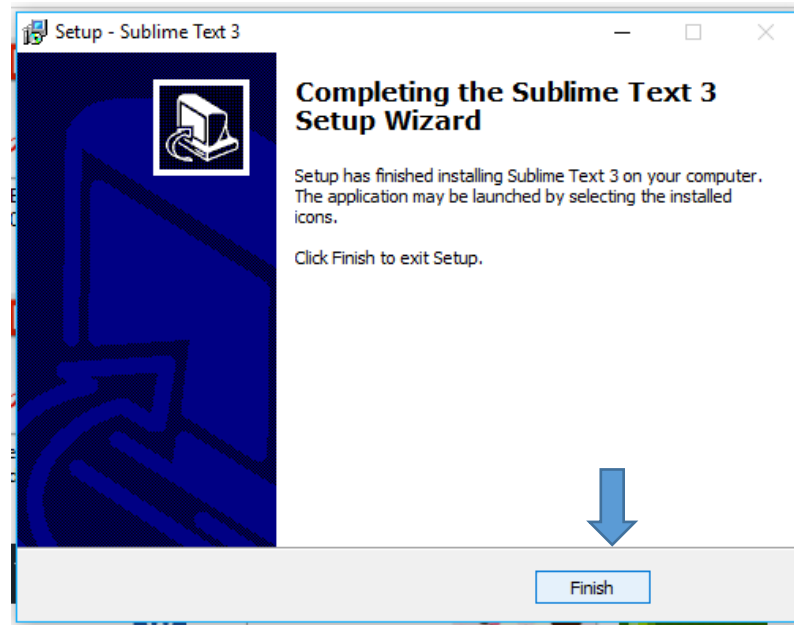 Setup - Sublime Text 3
Completing the Sublime Text 3
Setup Wizard
Setup has finished installing Sublime Text 3 on your computer.
The application may be launched by selecting the installed
icons.
Click Finish to exit Setup.
Finish